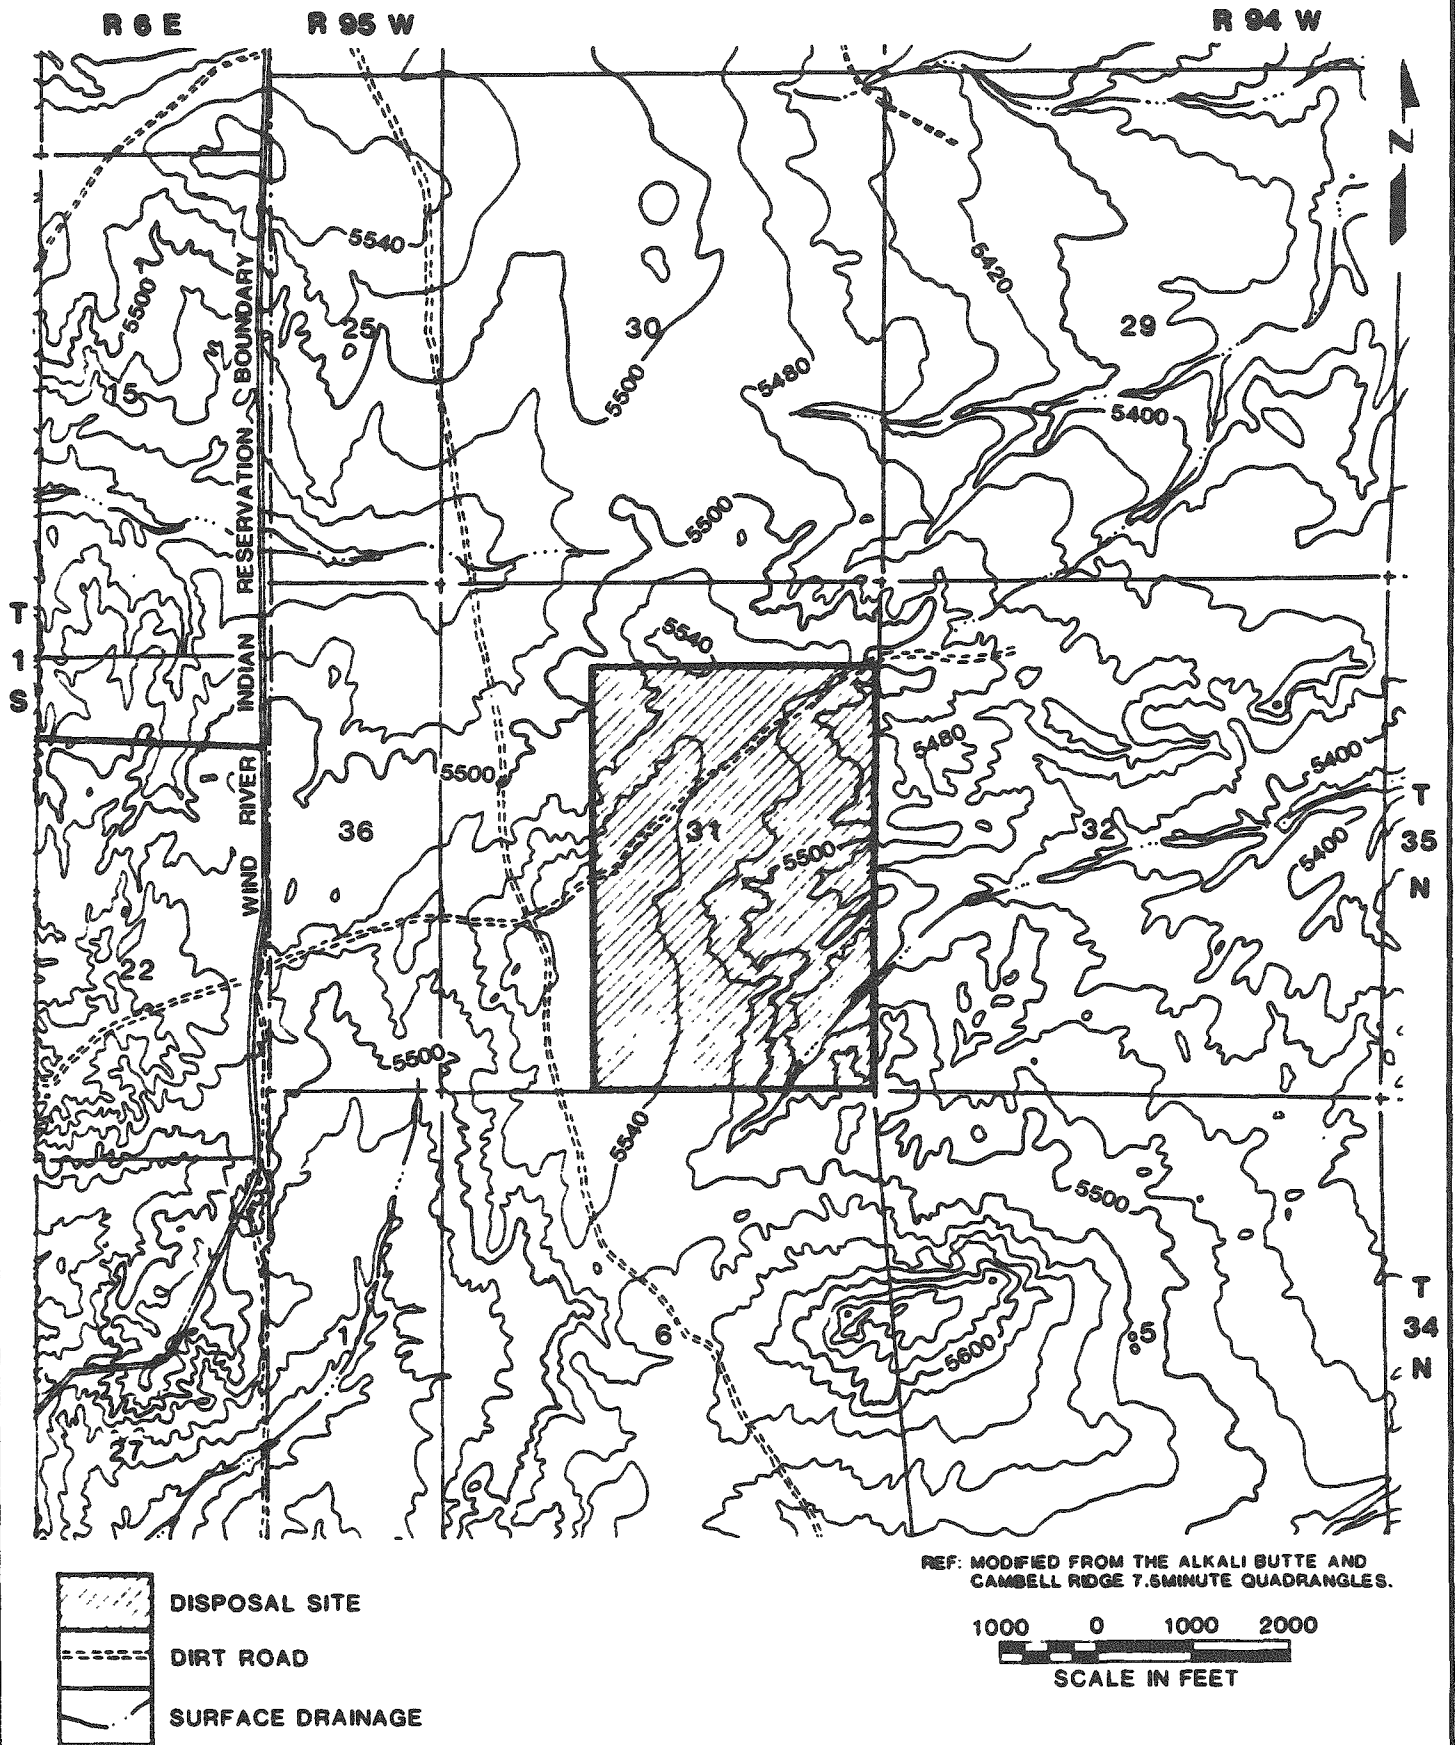 R 6 E
R 95 W
R 94 W
N
5540
5420
5500
25
30
29
15
5500
5480
5400
5500
T
1
S
WIND RIVER INDIAN RESERVATION BOUNDARY
5540
5480
5400
5500
36
31
32
5500
5400
T
35
N
22
5500
5540
5500
T
34
N
1
6
5
5600
27
REF: MODIFIED FROM THE ALKALI BUTTE AND
CAMBELL RIDGE 7.5MINUTE QUADRANGLES.
1000 0 1000 2000
SCALE IN FEET
DISPOSAL SITE
DIRT ROAD
SURFACE DRAINAGE